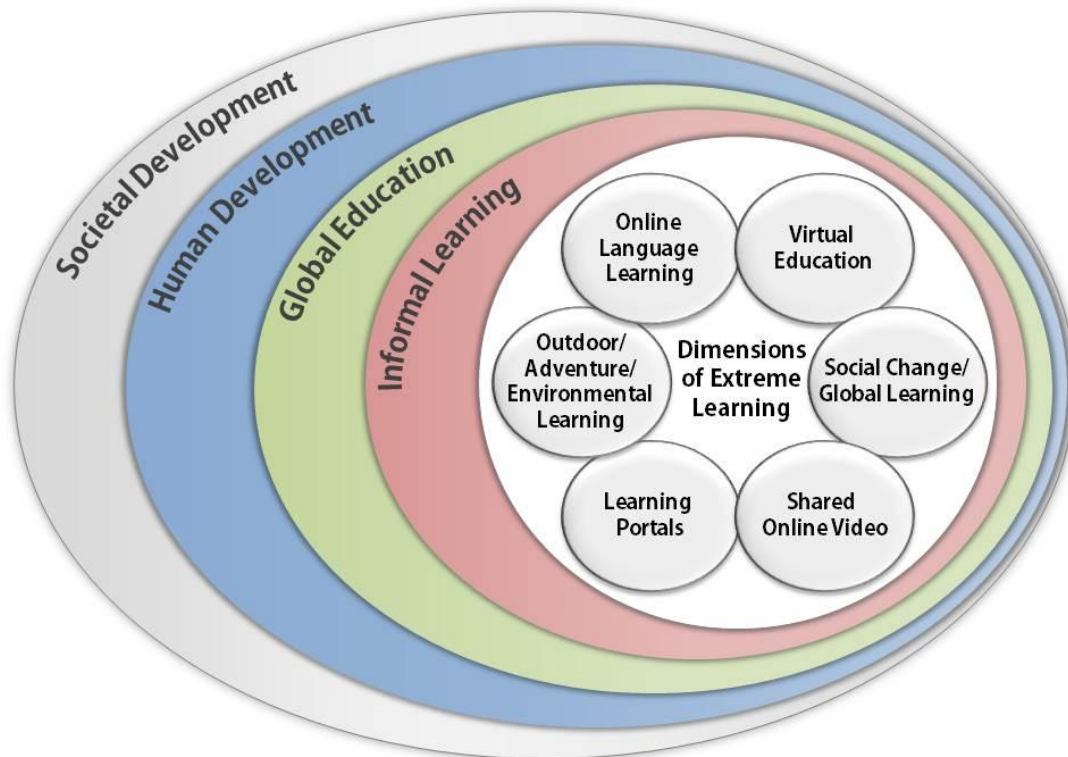 Societal Development
Human Development
Global Education
Informal Learning
Online
Language
Learning
Virtual
Education
Outdoor/
Adventure/
Environmental
Learning
Dimensions
of Extreme
Learning
Social Change/
Global Learning
Learning
Portals
Shared
Online Video